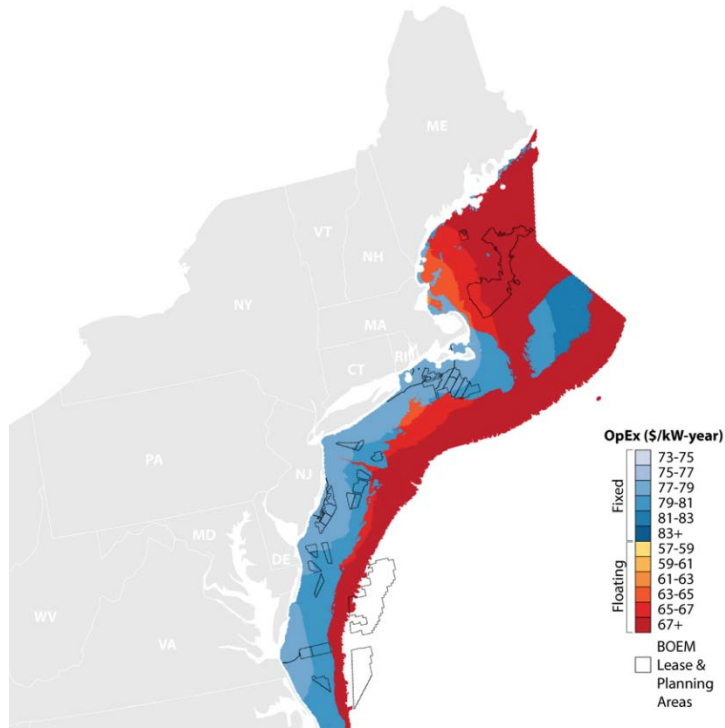 ME
VT
NH
NY
MA
CT
RI
PA
NJ
MD
DE
WV
VA
OpEx ($/kW-year)
Fixed
73-75
75-77
77-79
79-81
81-83
83+
Floating
57-59
59-61
61-63
63-65
65-67
67+
BOEM
Lease &
Planning
Areas